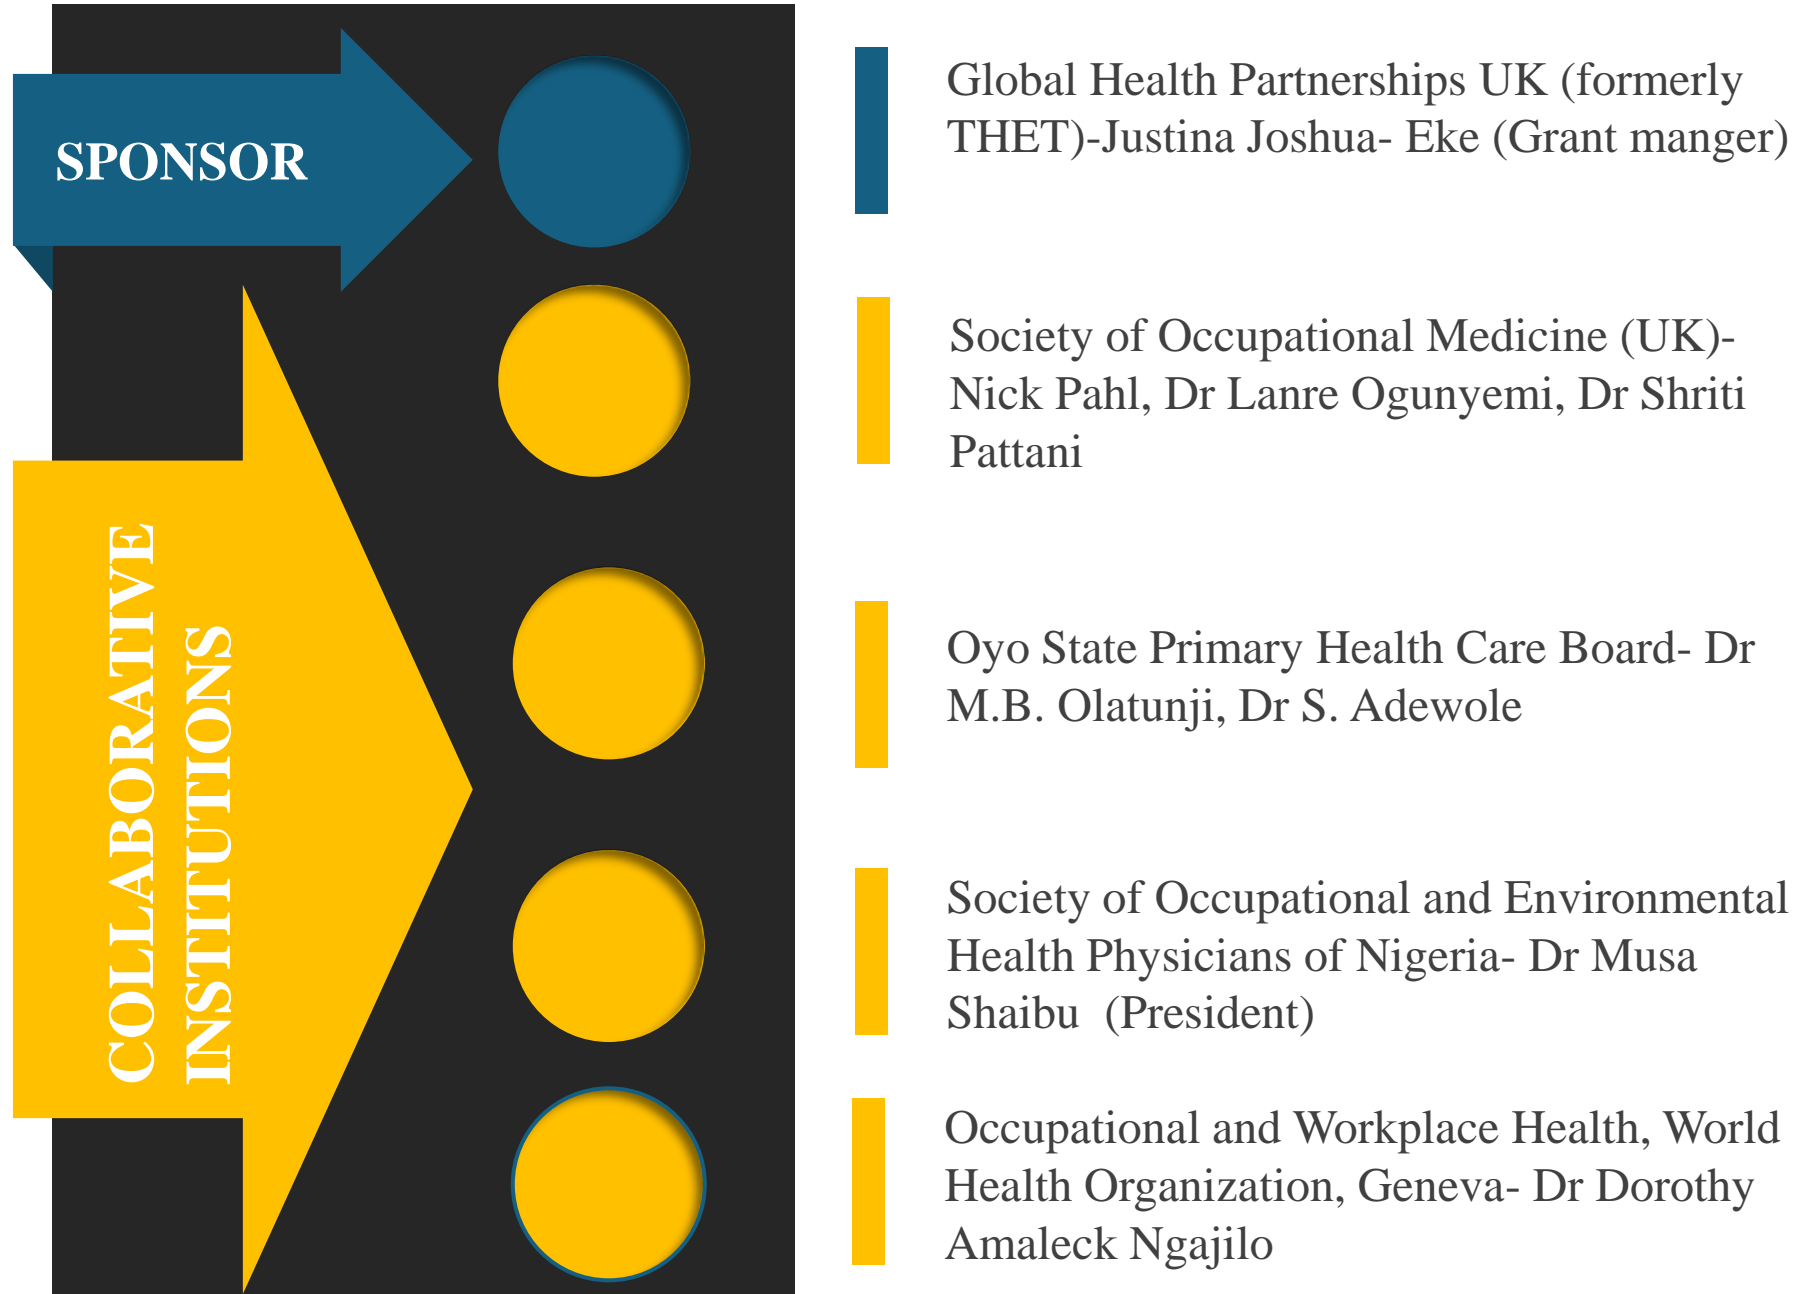 SPONSOR
Global Health Partnerships UK (formerly
THET)-Justina Joshua- Eke (Grant manger)
COLLABORATIVE
INSTITUTIONS
Society of Occupational Medicine (UK)-
Nick Pahl, Dr Lanre Ogunyemi, Dr Shriti
Pattani
Oyo State Primary Health Care Board- Dr
M.B. Olatunji, Dr S. Adewole
Society of Occupational and Environmental
Health Physicians of Nigeria- Dr Musa
Shaibu  (President)
Occupational and Workplace Health, World
Health Organization, Geneva- Dr Dorothy
Amaleck Ngajilo